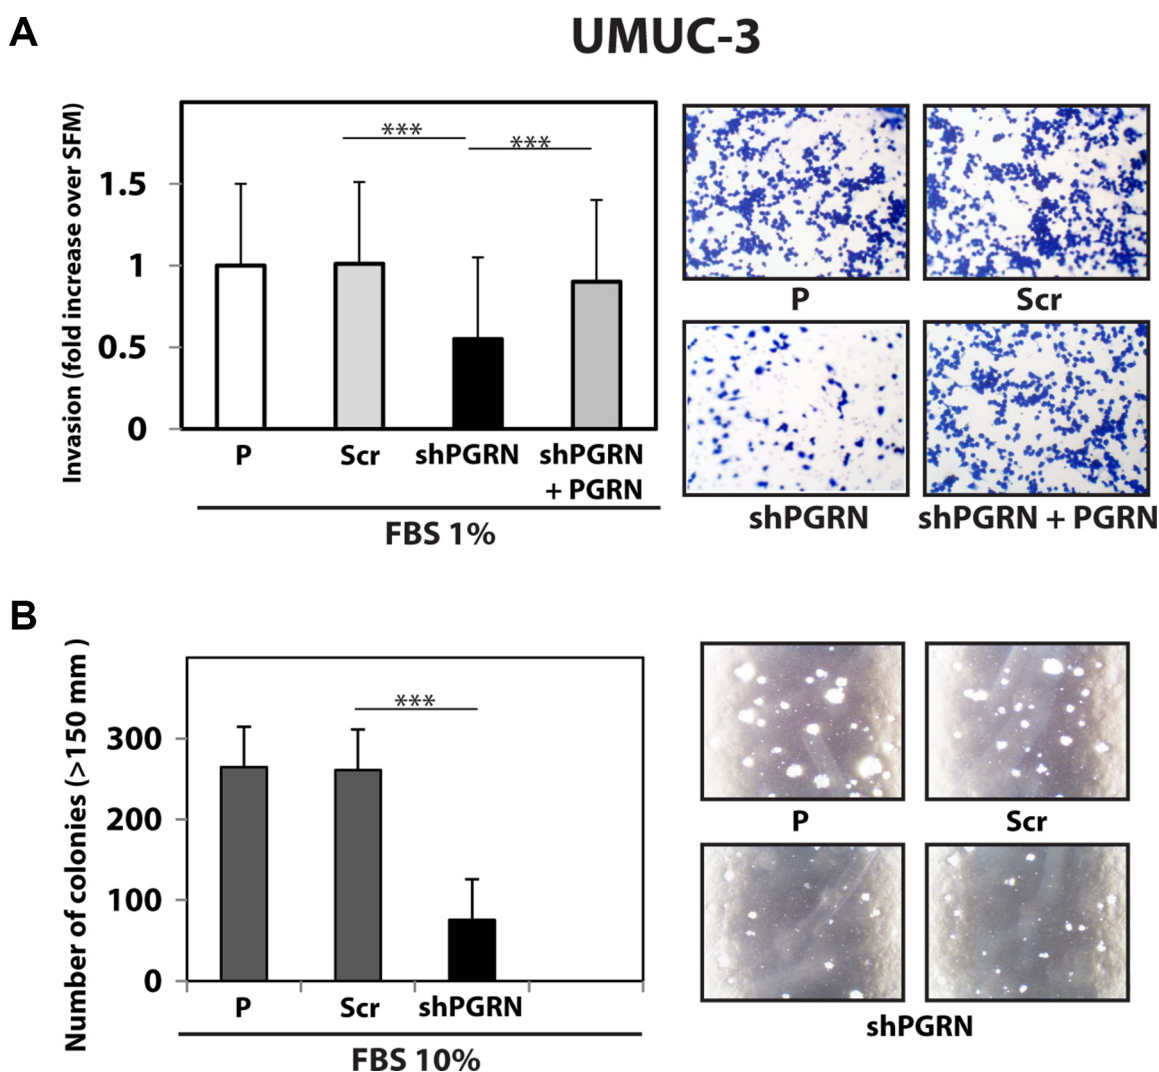 A
UMUC-3
Invasion (fold increase over SFM)
***
***
1.5
1
0.5
0
P
Scr
shPGRN
shPGRN
+ PGRN
FBS 1%
P
Scr
shPGRN
shPGRN + PGRN
B
Number of colonies (>150 mm )
***
300
200
100
0
P
Scr
shPGRN
FBS 10%
P
Scr
shPGRN